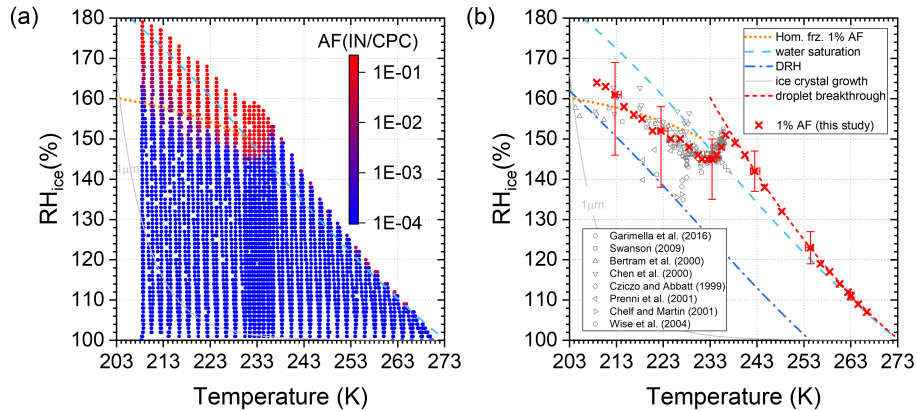 (a)
AF(IN/CPC)
1E-01
1E-02
1E-03
1E-04
1µm
RHice(%)
180
170
160
150
140
130
120
110
100
203 213 223 233 243 253 263 273
Temperature (K)
(b)
Hom. frz. 1% AF
water saturation
DRH
ice crystal growth
droplet breakthrough
1% AF (this study)
1µm
Garimella et al. (2016)
Swanson (2009)
Bertram et al. (2000)
Chen et al. (2000)
Cziczo and Abbatt (1999)
Prenni et al. (2001)
Chelf and Martin (2001)
Wise et al. (2004)
RHice(%)
180
170
160
150
140
130
120
110
100
203 213 223 233 243 253 263 273
Temperature (K)